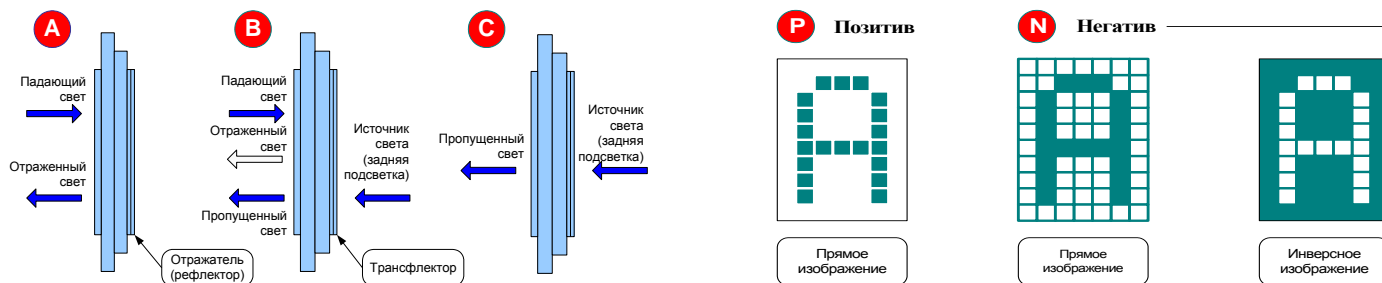 A
Падающий
свет
Отраженный
свет
Отражатель
(рефлектор)
B
Падающий
свет
Отраженный
свет
Источник
света
(задняя
подсветка)
Пропущенный
свет
Трансфлектор
C
Пропущенный
свет
Источник
света
(задняя
подсветка)
P Позитив
Прямое
изображение
N Негатив
Прямое
изображение
Инверсное
изображение